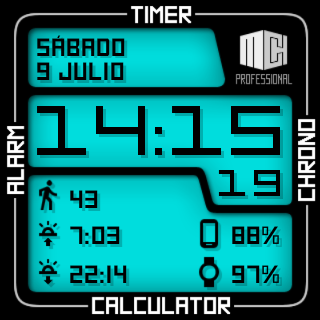 TIMER
SÁBADO
9 JULIO
MCH
PROFESSIONAL
14:15
19
ALARM
CHRONO
43
7:03
88%
22:14
97%
CALCULATOR